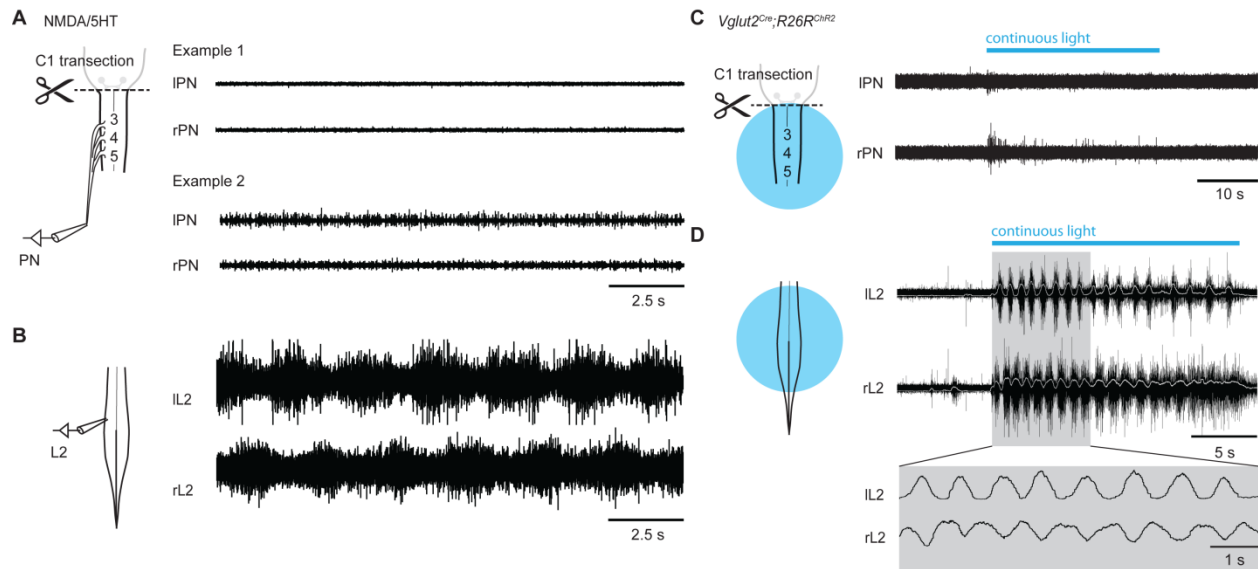 A
NMDA/5HT
C1 transection
3
4
5
PN
Example 1
lPN
rPN
Example 2
lPN
rPN
2.5 s
B
L2
lL2
rL2
2.5 s
C
Vglut2Cre;R26RChR2
C1 transection
3
4
5
continuous light
lPN
rPN
10 s
D
continuous light
lL2
rL2
5 s
lL2
rL2
1 s